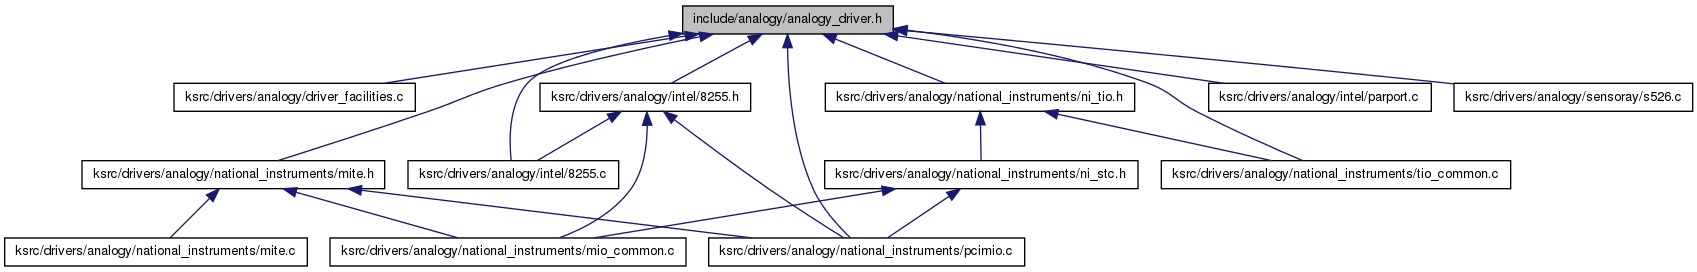 include/analogy/analogy_driver.h
ksrc/drivers/analogy/driver_facilities.c
ksrc/drivers/analogy/intel/8255.h
ksrc/drivers/analogy/national_instruments/ni_tio.h
ksrc/drivers/analogy/intel/parport.c
ksrc/drivers/analogy/sensoray/s526.c
ksrc/drivers/analogy/national_instruments/mite.h
ksrc/drivers/analogy/intel/8255.c
ksrc/drivers/analogy/national_instruments/ni_stc.h
ksrc/drivers/analogy/national_instruments/tio_common.c
ksrc/drivers/analogy/national_instruments/mite.c
ksrc/drivers/analogy/national_instruments/mio_common.c
ksrc/drivers/analogy/national_instruments/pcimio.c